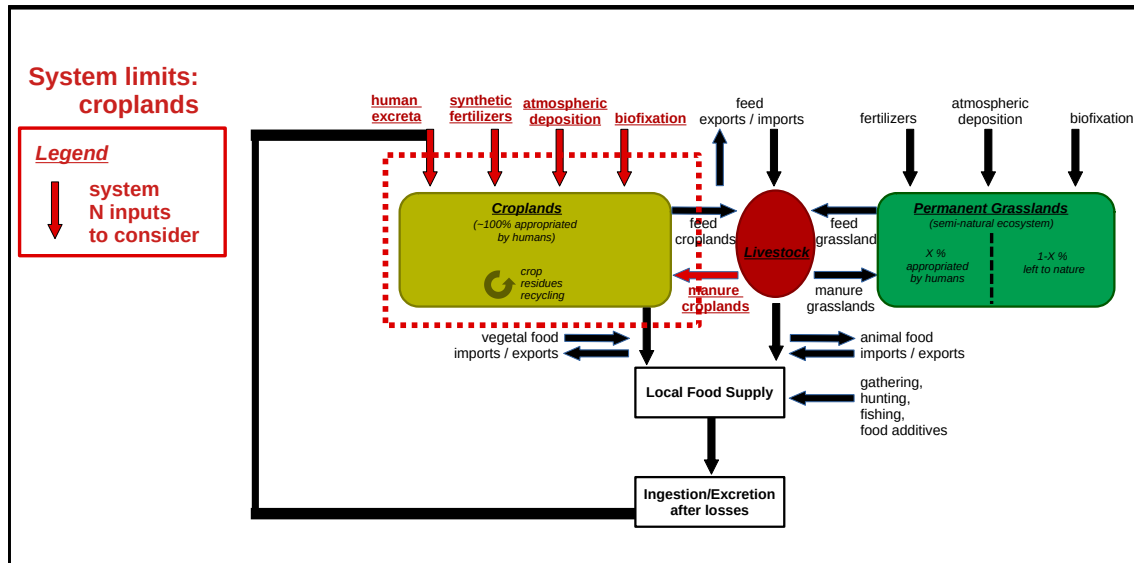 System limits:
croplands
Legend
system
N inputs
to consider
human
excreta
synthetic
fertilizers
atmospheric
deposition
biofixation
feed
exports / imports
fertilizers
atmospheric
deposition
biofixation
Croplands
(~100% appropriated
by humans)
crop
residues
recycling
feed
croplands
Livestock
feed
grassland
manure
croplands
manure
grasslands
Permanent Grasslands
(semi-natural ecosystem)
X %
appropriated
by humans
1-X %
left to nature
vegetal food
imports / exports
animal food
imports / exports
Local Food Supply
gathering,
hunting,
fishing,
food additives
Ingestion/Excretion
after losses